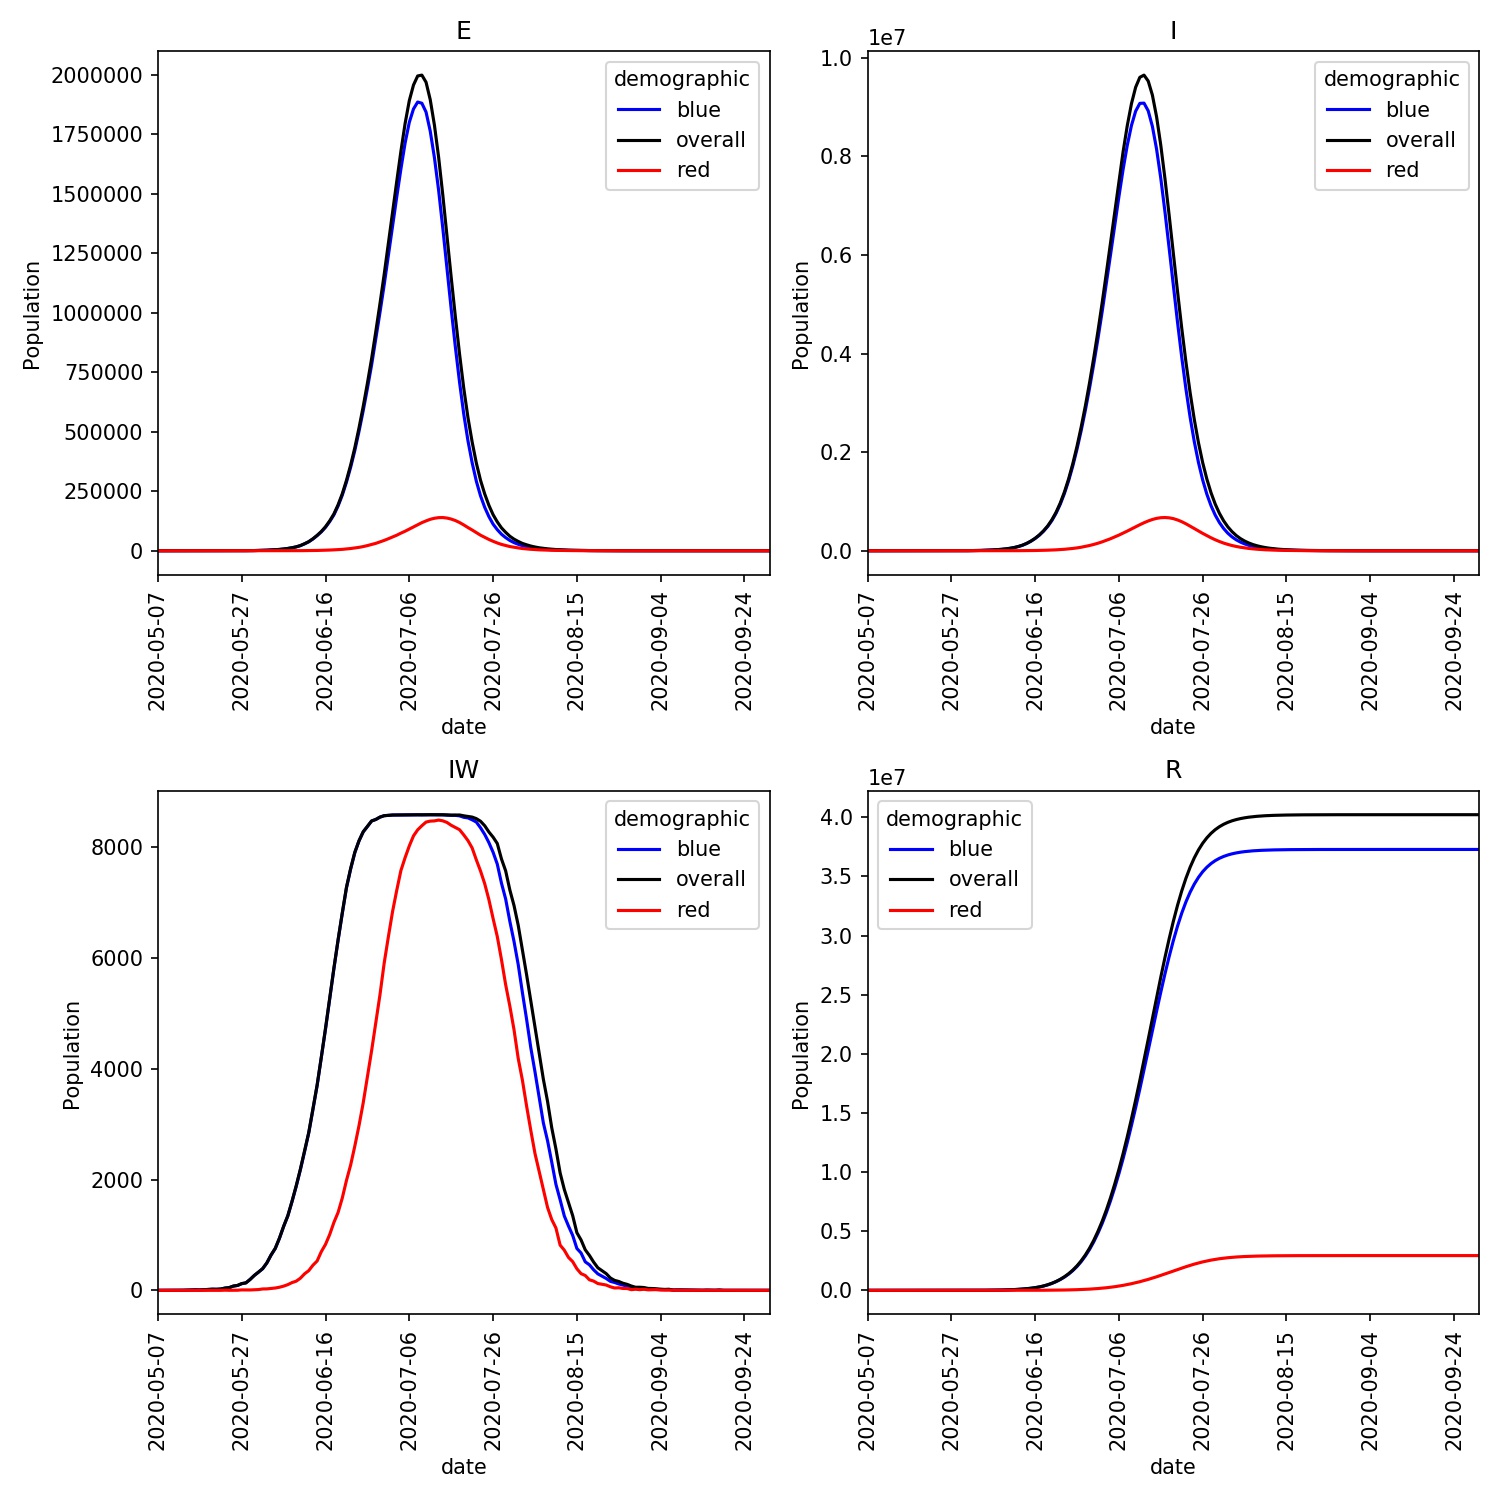 E
2000000
1750000
1500000
1250000
1000000
750000
500000
250000
0
Population
demographic
blue
overall
red
2020-05-07
2020-05-27
2020-06-16
2020-07-06
2020-07-26
2020-08-15
2020-09-04
2020-09-24
date
I
1e7
1.0
0.8
0.6
0.4
0.2
0.0
Population
demographic
blue
overall
red
2020-05-07
2020-05-27
2020-06-16
2020-07-06
2020-07-26
2020-08-15
2020-09-04
2020-09-24
date
IW
8000
6000
4000
2000
0
Population
demographic
blue
overall
red
2020-05-07
2020-05-27
2020-06-16
2020-07-06
2020-07-26
2020-08-15
2020-09-04
2020-09-24
date
R
1e7
4.0
3.5
3.0
2.5
2.0
1.5
1.0
0.5
0.0
Population
demographic
blue
overall
red
2020-05-07
2020-05-27
2020-06-16
2020-07-06
2020-07-26
2020-08-15
2020-09-04
2020-09-24
date